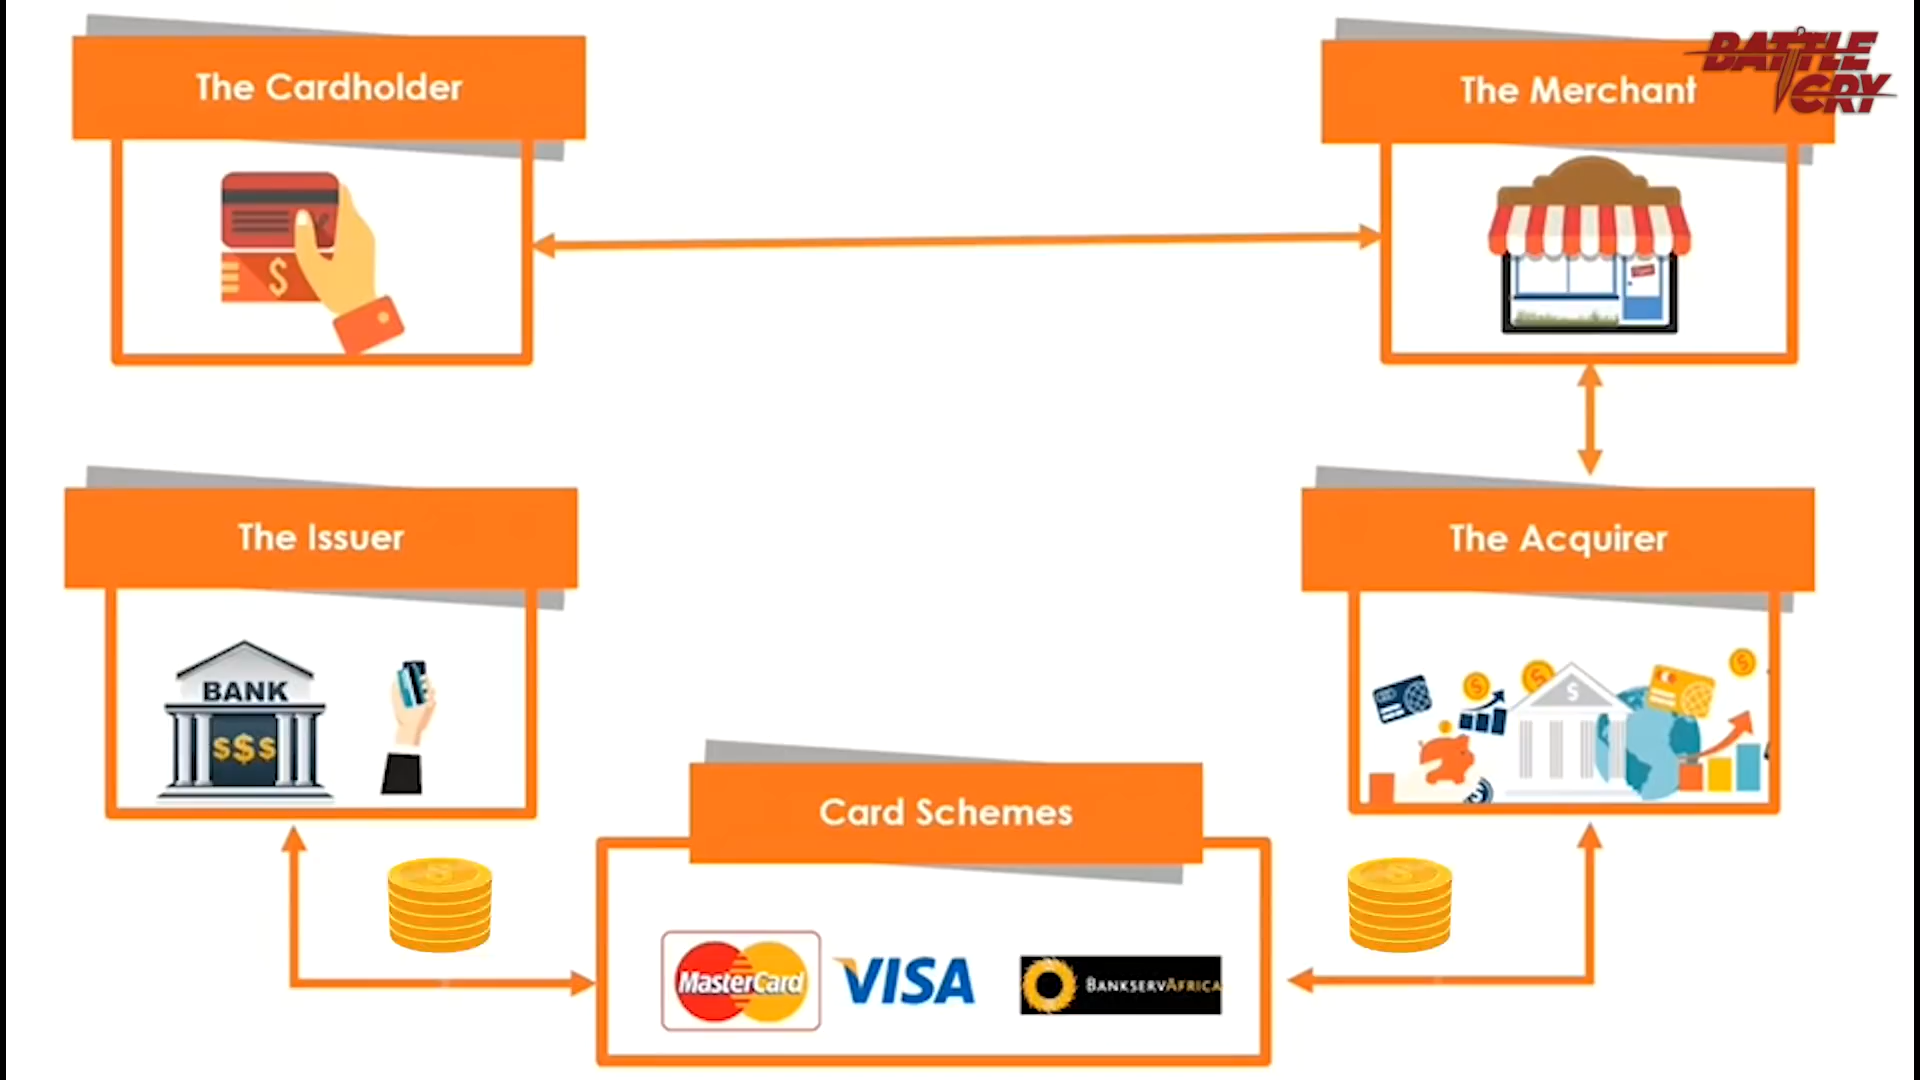 The Cardholder
The Merchant
BATTLE
CRY
$
The Issuer
The Acquirer
BANK
$$$
$
Card Schemes
MasterCard
VISA
BANKSERVAFRICA